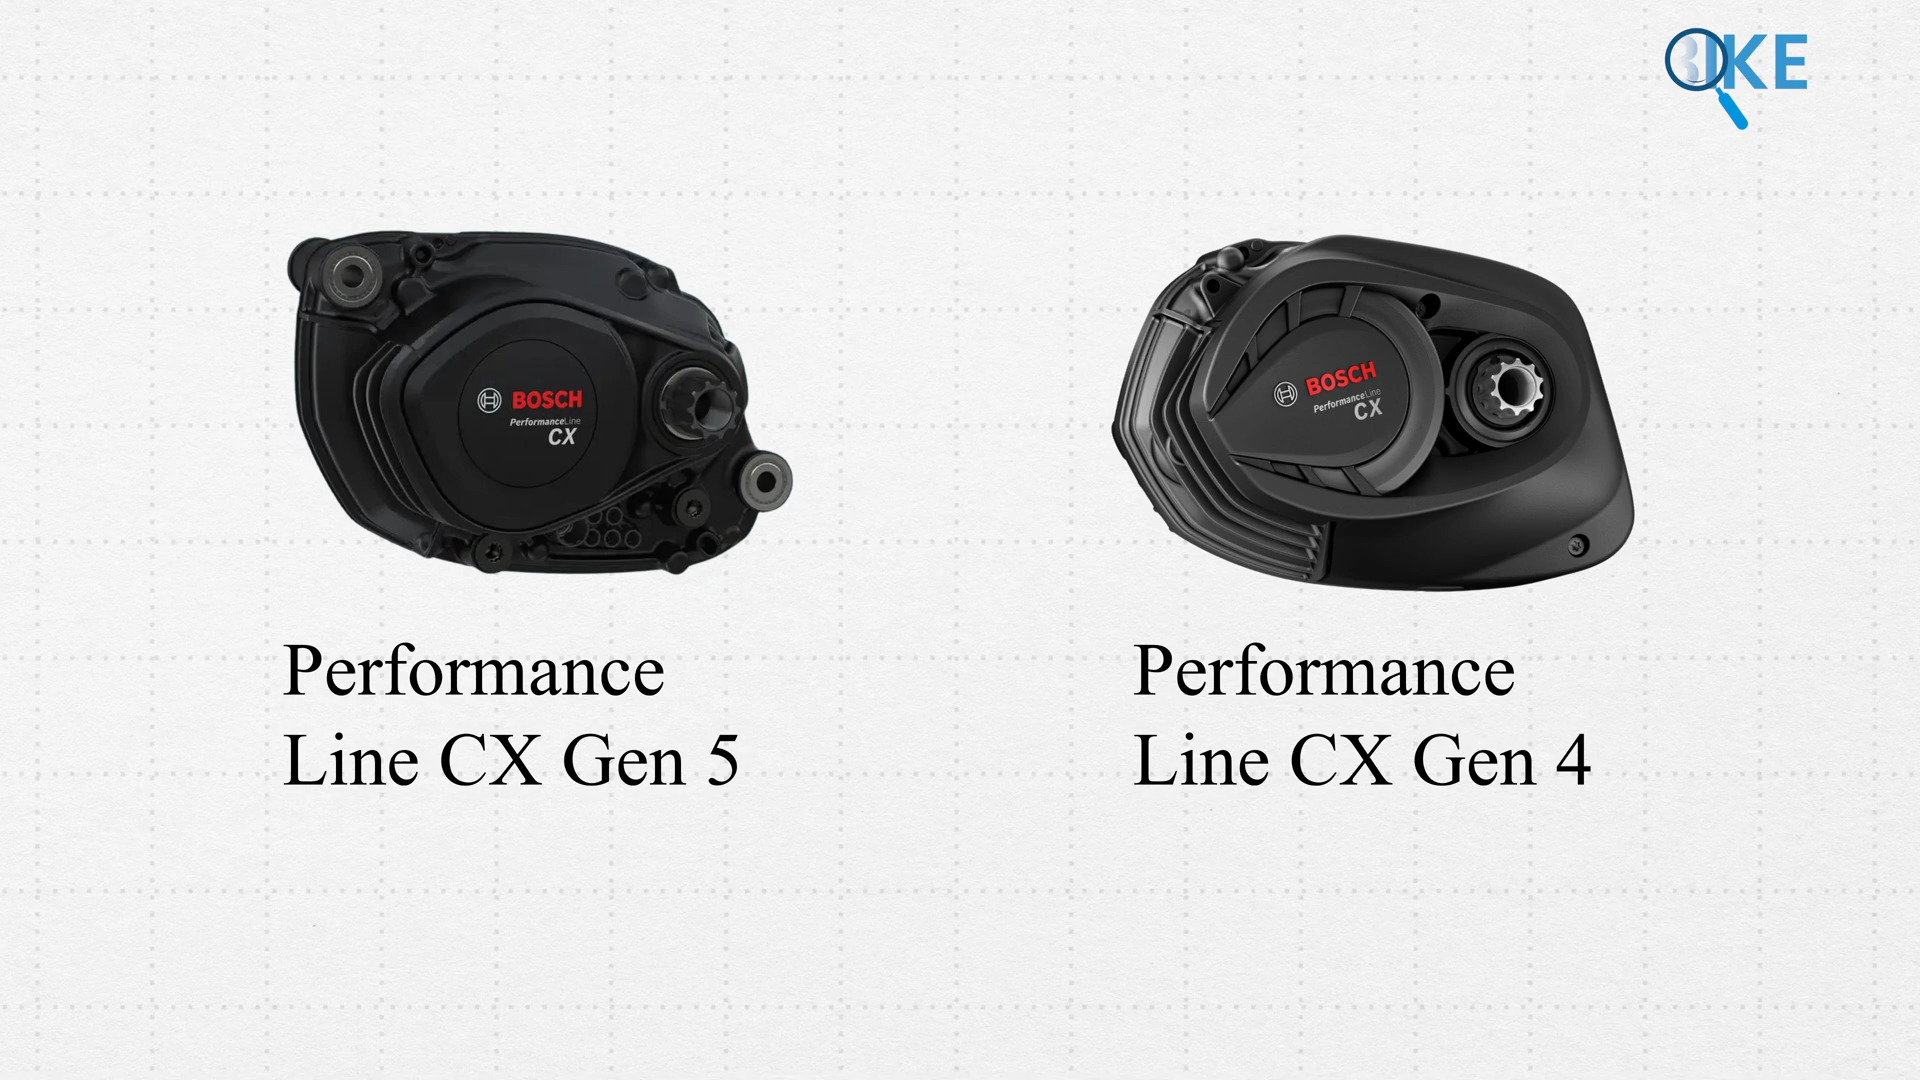 BIKE
BOSCH
PerformanceLine
CX
BOSCH
PerformanceLine
CX
Performance
Line CX Gen 5
Performance
Line CX Gen 4